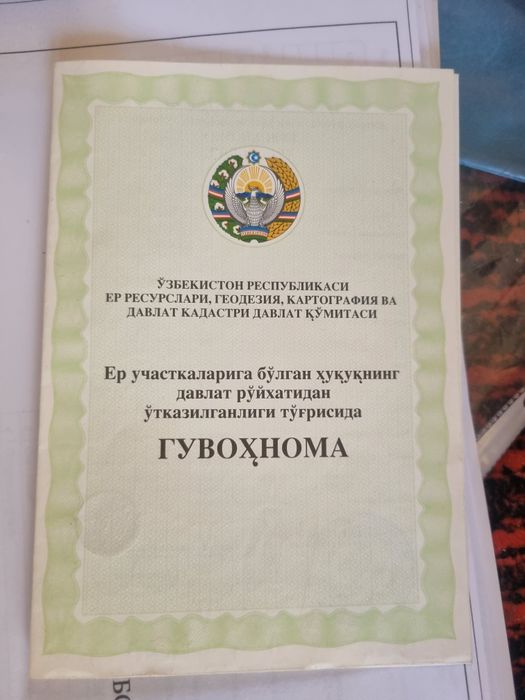 ЎЗБЕКИСТОН РЕСПУБЛИКАСИ
ЕР РЕСУРСЛАРИ, ГЕОДЕЗИЯ, КАРТОГРАФИЯ ВА
ДАВЛАТ КАДАСТРИ ДАВЛАТ ҚЎМИТАСИ
Ер участкаларига бўлган ҳуқуқнинг
давлат рўйхатидан
ўтказилганлиги тўғрисида
ГУВОҲНОМА